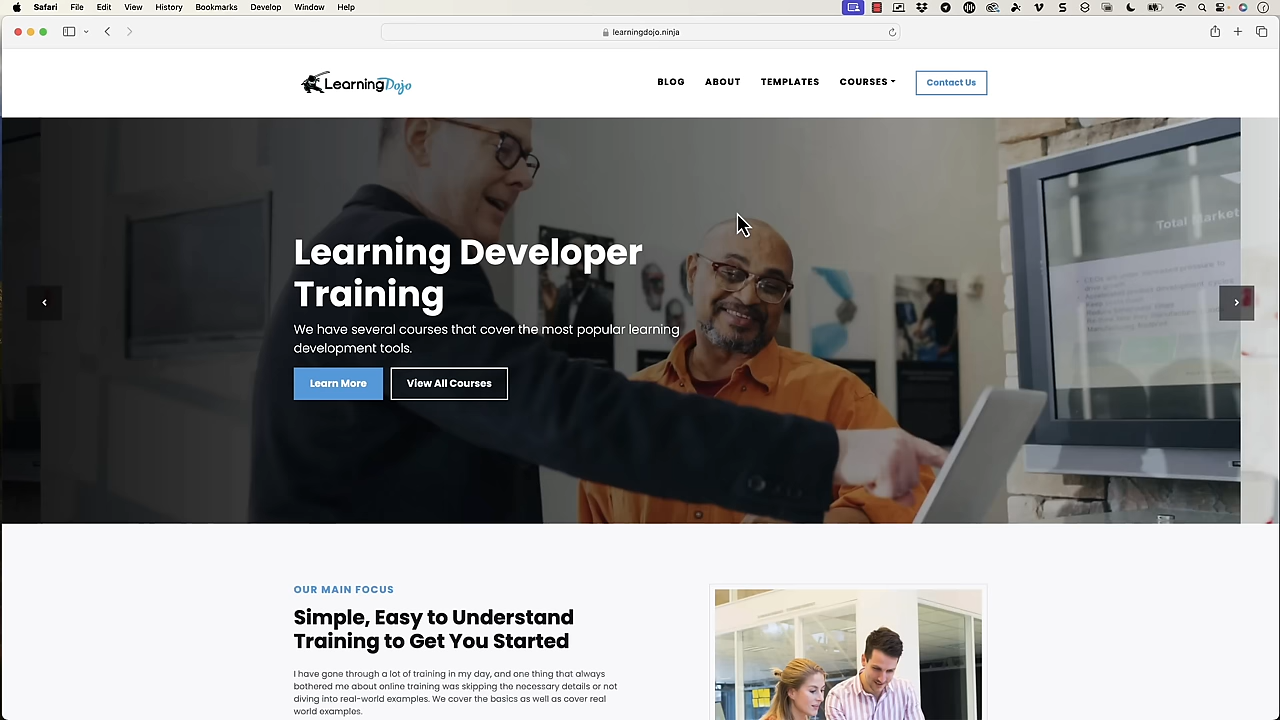 Safari File Edit View History Bookmarks Develop Window Help
learningdojo.ninja
LearningDojo
BLOG ABOUT TEMPLATES COURSES Contact Us
Total Market
Learning Developer
Training
We have several courses that cover the most popular learning
development tools.
Learn More View All Courses
OUR MAIN FOCUS
Simple, Easy to Understand
Training to Get You Started
I have gone through a lot of training in my day, and one thing that always
bothered me about online training was skipping the necessary details or not
diving into real-world examples. We cover the basics as well as cover real
world examples.